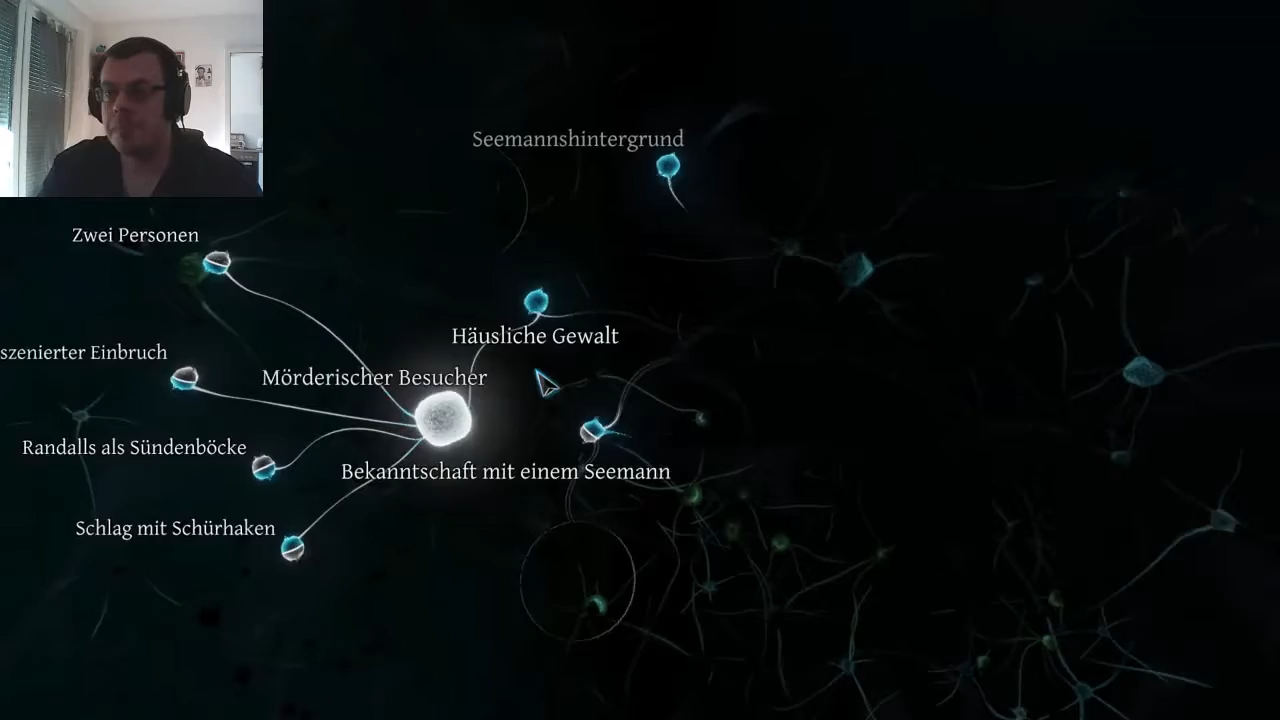 Seemannshintergrund
Zwei Personen
Häusliche Gewalt
szenierter Einbruch
Mörderischer Besucher
Randalls als Sündenböcke
Bekanntschaft mit einem Seemann
Schlag mit Schürhaken